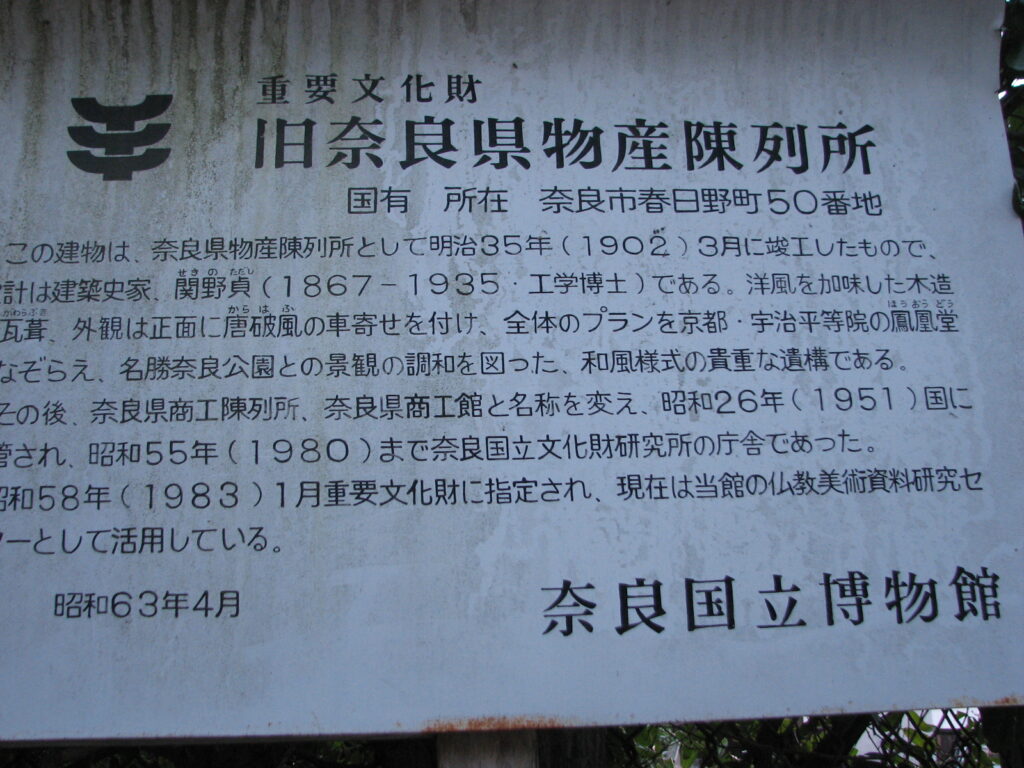 重要文化財
旧奈良県物産陳列所
国有 所在 奈良市春日野町50番地
この建物は、奈良県物産陳列所として明治35年(1902)3月に竣工したもので、
計は建築史家、関野貞(1867-1935・工学博士)である。洋風を加味した木造
瓦葺、外観は正面に唐破風の車寄せを付け、全体のプランを京都・宇治平等院の鳳凰堂
なぞらえ、名勝奈良公園との景観の調和を図った、和風様式の貴重な遺構である。
その後、奈良県商工陳列所、奈良県商工館と名称を変え、昭和26年(1951)国に
管され、昭和55年(1980)まで奈良国立文化財研究所の庁舎であった。
昭和58年(1983)1月重要文化財に指定され、現在は当館の仏教美術資料研究セ
ターとして活用している。
昭和63年4月
奈良国立博物館